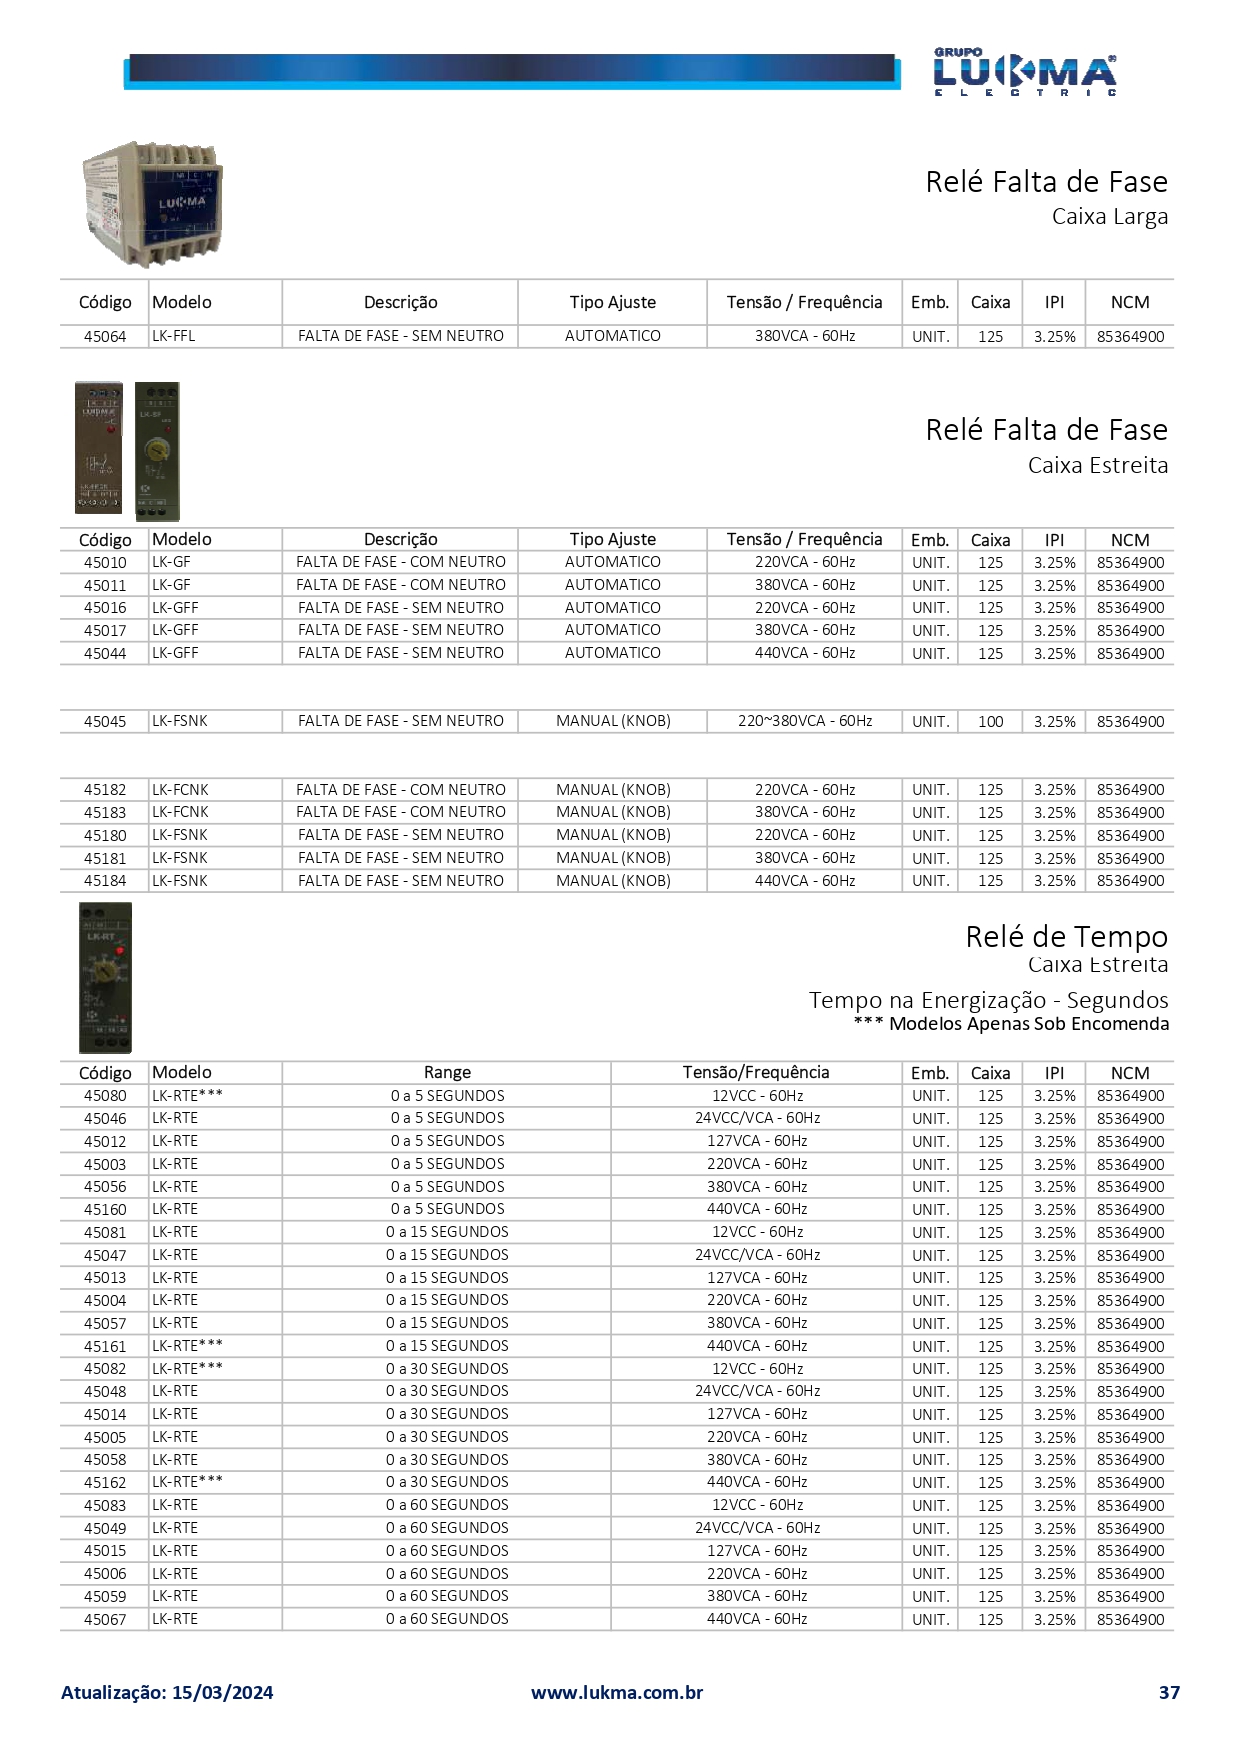 GRUPO
LUKMA®
ELECTRIC
LUKMA
Relé Falta de Fase
Caixa Larga
Código Modelo Descrição Tipo Ajuste Tensão / Frequência Emb. Caixa IPI NCM
45064 LK-FFL FALTA DE FASE - SEM NEUTRO AUTOMATICO 380VCA - 60Hz UNIT. 125 3.25% 85364900
LUKMA
Relé Falta de Fase
Caixa Estreita
Código Modelo Descrição Tipo Ajuste Tensão / Frequência Emb. Caixa IPI NCM
45010 LK-GF FALTA DE FASE - COM NEUTRO AUTOMATICO 220VCA - 60Hz UNIT. 125 3.25% 85364900
45011 LK-GF FALTA DE FASE - COM NEUTRO AUTOMATICO 380VCA - 60Hz UNIT. 125 3.25% 85364900
45016 LK-GFF FALTA DE FASE - SEM NEUTRO AUTOMATICO 220VCA - 60Hz UNIT. 125 3.25% 85364900
45017 LK-GFF FALTA DE FASE - SEM NEUTRO AUTOMATICO 380VCA - 60Hz UNIT. 125 3.25% 85364900
45044 LK-GFF FALTA DE FASE - SEM NEUTRO AUTOMATICO 440VCA - 60Hz UNIT. 125 3.25% 85364900
45045 LK-FSNK FALTA DE FASE - SEM NEUTRO MANUAL (KNOB) 220~380VCA - 60Hz UNIT. 100 3.25% 85364900
45182 LK-FCNK FALTA DE FASE - COM NEUTRO MANUAL (KNOB) 220VCA - 60Hz UNIT. 125 3.25% 85364900
45183 LK-FCNK FALTA DE FASE - COM NEUTRO MANUAL (KNOB) 380VCA - 60Hz UNIT. 125 3.25% 85364900
45180 LK-FSNK FALTA DE FASE - SEM NEUTRO MANUAL (KNOB) 220VCA - 60Hz UNIT. 125 3.25% 85364900
45181 LK-FSNK FALTA DE FASE - SEM NEUTRO MANUAL (KNOB) 380VCA - 60Hz UNIT. 125 3.25% 85364900
45184 LK-FSNK FALTA DE FASE - SEM NEUTRO MANUAL (KNOB) 440VCA - 60Hz UNIT. 125 3.25% 85364900
LK-RT
Relé de Tempo
Caixa Estreita
Tempo na Energização - Segundos
*** Modelos Apenas Sob Encomenda
Código Modelo Range Tensão/Frequência Emb. Caixa IPI NCM
45080 LK-RTE*** 0 a 5 SEGUNDOS 12VCC - 60Hz UNIT. 125 3.25% 85364900
45046 LK-RTE 0 a 5 SEGUNDOS 24VCC/VCA - 60Hz UNIT. 125 3.25% 85364900
45012 LK-RTE 0 a 5 SEGUNDOS 127VCA - 60Hz UNIT. 125 3.25% 85364900
45003 LK-RTE 0 a 5 SEGUNDOS 220VCA - 60Hz UNIT. 125 3.25% 85364900
45056 LK-RTE 0 a 5 SEGUNDOS 380VCA - 60Hz UNIT. 125 3.25% 85364900
45160 LK-RTE 0 a 5 SEGUNDOS 440VCA - 60Hz UNIT. 125 3.25% 85364900
45081 LK-RTE 0 a 15 SEGUNDOS 12VCC - 60Hz UNIT. 125 3.25% 85364900
45047 LK-RTE 0 a 15 SEGUNDOS 24VCC/VCA - 60Hz UNIT. 125 3.25% 85364900
45013 LK-RTE 0 a 15 SEGUNDOS 127VCA - 60Hz UNIT. 125 3.25% 85364900
45004 LK-RTE 0 a 15 SEGUNDOS 220VCA - 60Hz UNIT. 125 3.25% 85364900
45057 LK-RTE 0 a 15 SEGUNDOS 380VCA - 60Hz UNIT. 125 3.25% 85364900
45161 LK-RTE*** 0 a 15 SEGUNDOS 440VCA - 60Hz UNIT. 125 3.25% 85364900
45082 LK-RTE*** 0 a 30 SEGUNDOS 12VCC - 60Hz UNIT. 125 3.25% 85364900
45048 LK-RTE 0 a 30 SEGUNDOS 24VCC/VCA - 60Hz UNIT. 125 3.25% 85364900
45014 LK-RTE 0 a 30 SEGUNDOS 127VCA - 60Hz UNIT. 125 3.25% 85364900
45005 LK-RTE 0 a 30 SEGUNDOS 220VCA - 60Hz UNIT. 125 3.25% 85364900
45058 LK-RTE 0 a 30 SEGUNDOS 380VCA - 60Hz UNIT. 125 3.25% 85364900
45162 LK-RTE*** 0 a 30 SEGUNDOS 440VCA - 60Hz UNIT. 125 3.25% 85364900
45083 LK-RTE 0 a 60 SEGUNDOS 12VCC - 60Hz UNIT. 125 3.25% 85364900
45049 LK-RTE 0 a 60 SEGUNDOS 24VCC/VCA - 60Hz UNIT. 125 3.25% 85364900
45015 LK-RTE 0 a 60 SEGUNDOS 127VCA - 60Hz UNIT. 125 3.25% 85364900
45006 LK-RTE 0 a 60 SEGUNDOS 220VCA - 60Hz UNIT. 125 3.25% 85364900
45059 LK-RTE 0 a 60 SEGUNDOS 380VCA - 60Hz UNIT. 125 3.25% 85364900
45067 LK-RTE 0 a 60 SEGUNDOS 440VCA - 60Hz UNIT. 125 3.25% 85364900
Atualização: 15/03/2024 www.lukma.com.br 37